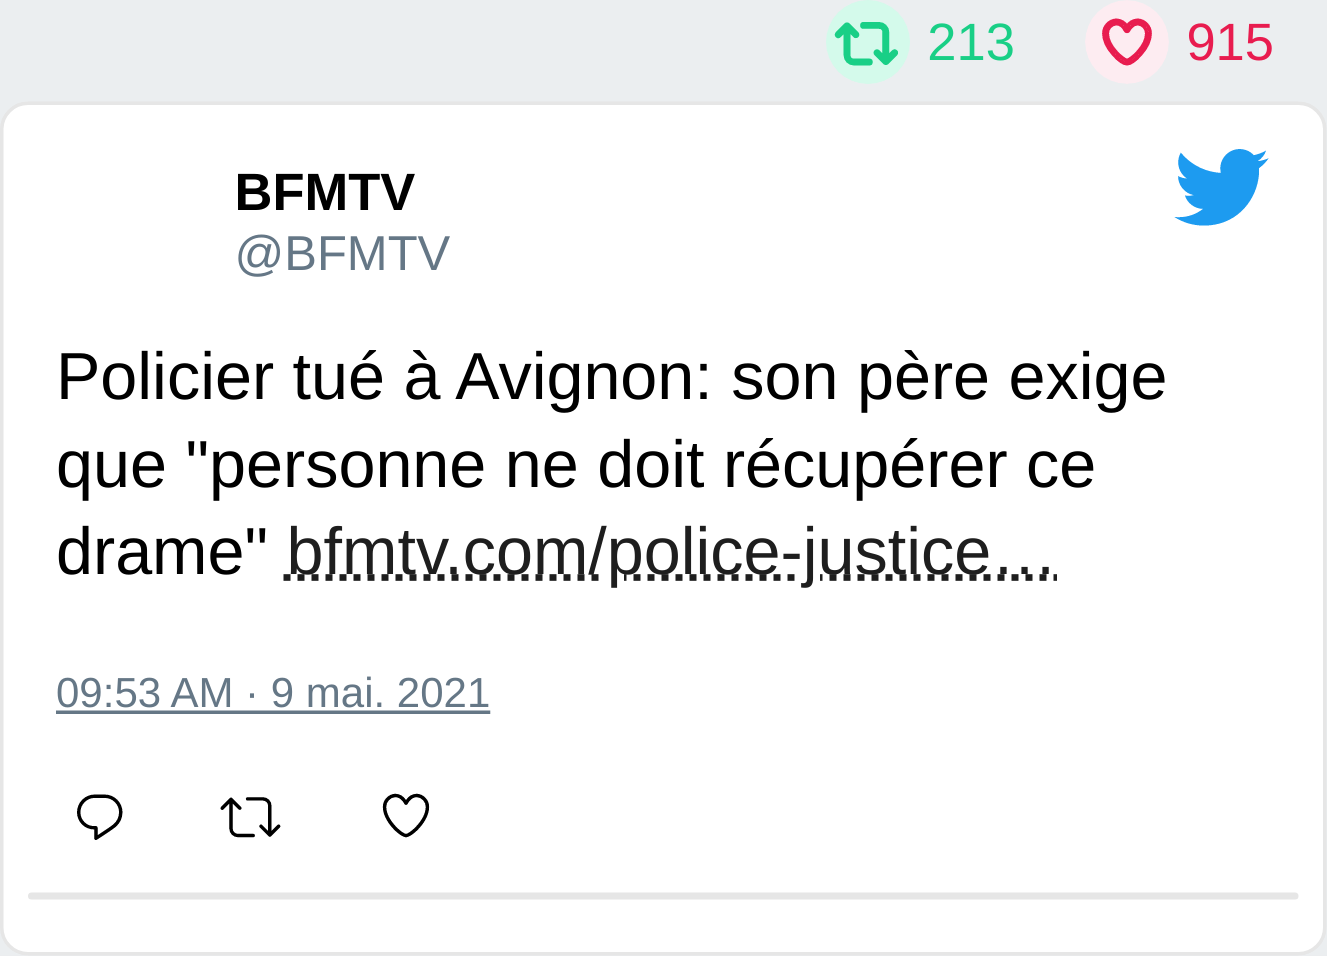 213 915
BFMTV
@BFMTV
Policier tué à Avignon: son père exige
que "personne ne doit récupérer ce
drame" bfmtv.com/police-justice...
09:53 AM · 9 mai. 2021